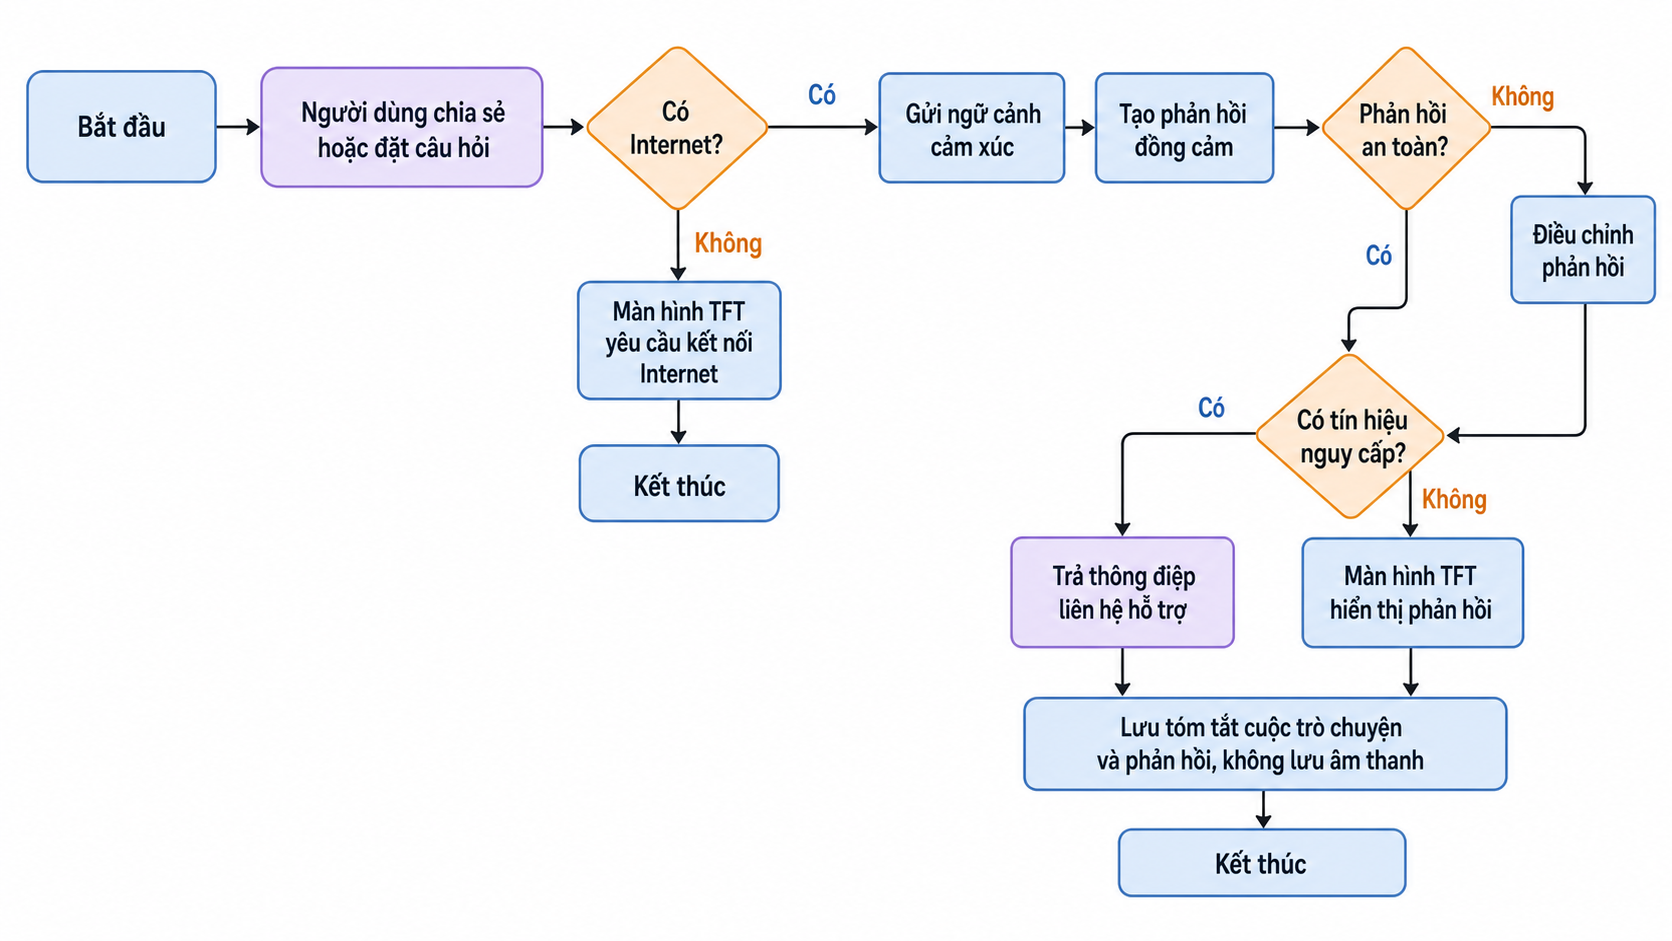 Bắt đầu
Người dùng chia sẻ
hoặc đặt câu hỏi
Có
Internet?
Có
Gửi ngữ cảnh
cảm xúc
Tạo phản hồi
đồng cảm
Phản hồi
an toàn?
Không
Điều chỉnh
phản hồi
Không
Có
Màn hình TFT
yêu cầu kết nối
Internet
Kết thúc
Có tín hiệu
nguy cấp?
Có
Không
Trả thông điệp
liên hệ hỗ trợ
Màn hình TFT
hiển thị phản hồi
Lưu tóm tắt cuộc trò chuyện
và phản hồi, không lưu âm thanh
Kết thúc